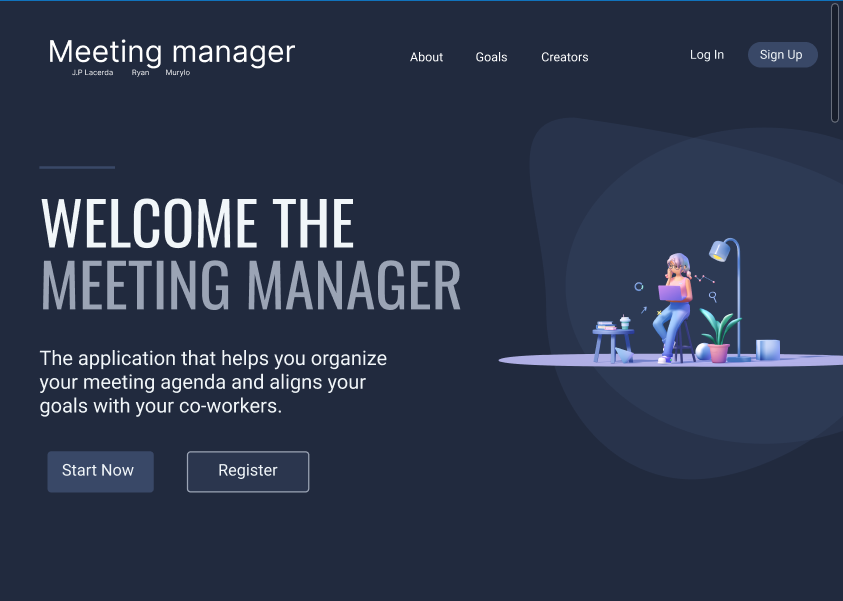 Meeting manager
J.P Lacerda Ryan Murylo
About Goals Creators
Log In Sign Up
WELCOME THE
MEETING MANAGER
The application that helps you organize
your meeting agenda and aligns your
goals with your co-workers.
Start Now Register